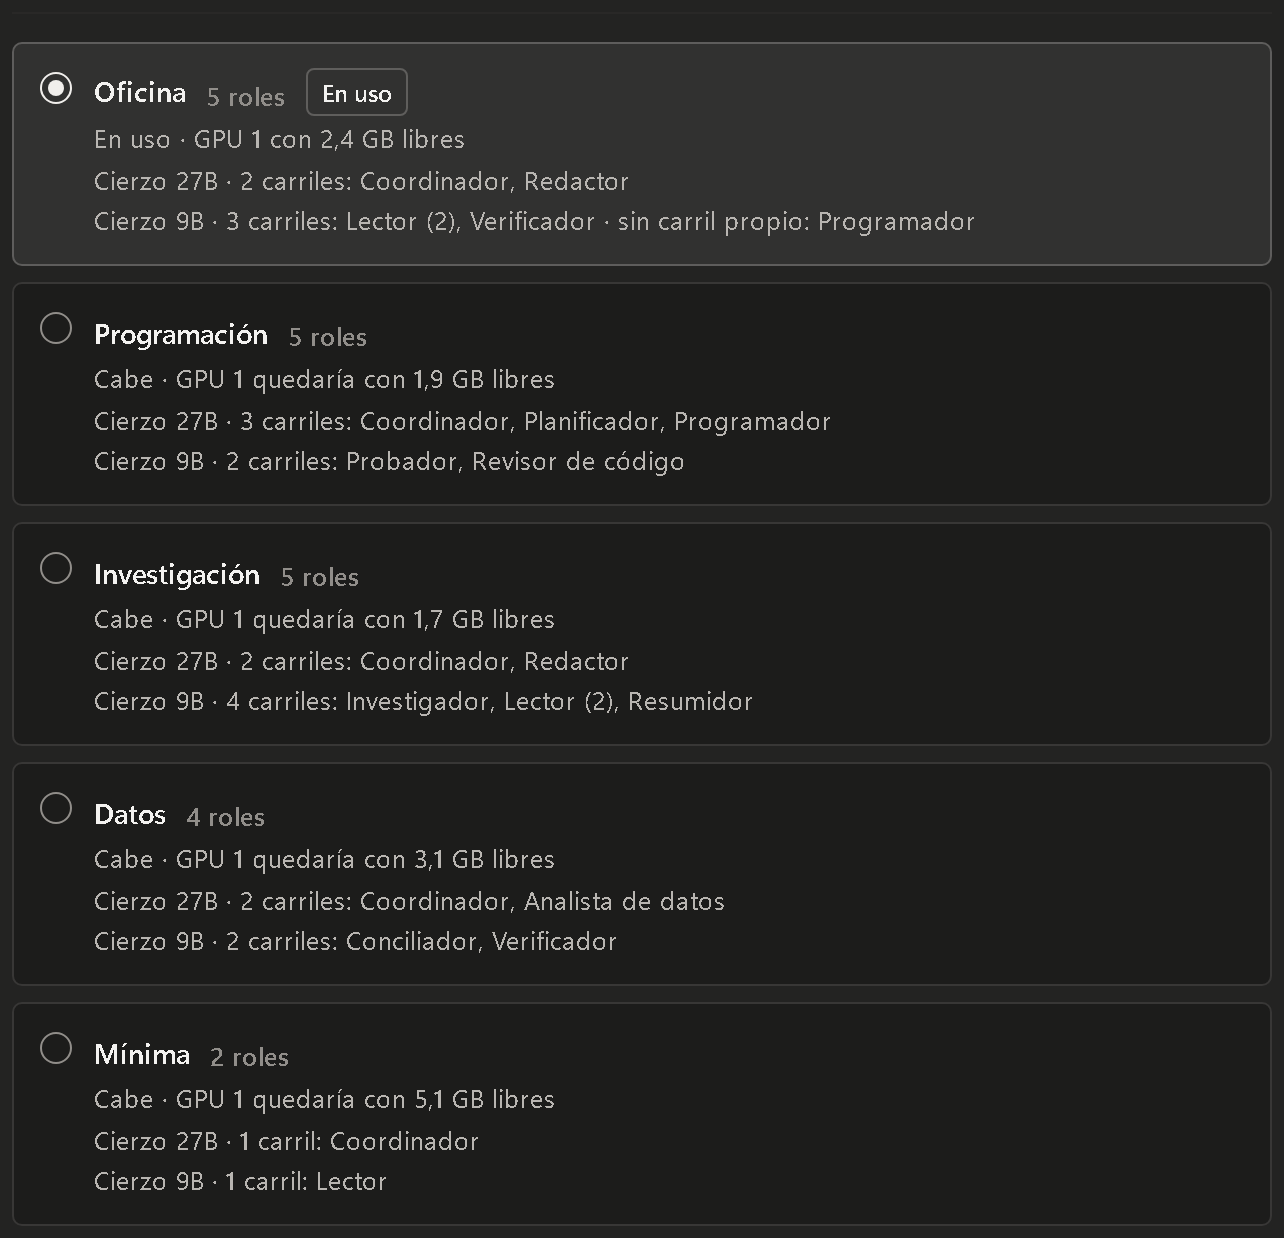 Oficina 5 roles En uso
En uso · GPU 1 con 2,4 GB libres
Cierzo 27B · 2 carriles: Coordinador, Redactor
Cierzo 9B · 3 carriles: Lector (2), Verificador · sin carril propio: Programador
Programación 5 roles
Cabe · GPU 1 quedaría con 1,9 GB libres
Cierzo 27B · 3 carriles: Coordinador, Planificador, Programador
Cierzo 9B · 2 carriles: Probador, Revisor de código
Investigación 5 roles
Cabe · GPU 1 quedaría con 1,7 GB libres
Cierzo 27B · 2 carriles: Coordinador, Redactor
Cierzo 9B · 4 carriles: Investigador, Lector (2), Resumidor
Datos 4 roles
Cabe · GPU 1 quedaría con 3,1 GB libres
Cierzo 27B · 2 carriles: Coordinador, Analista de datos
Cierzo 9B · 2 carriles: Conciliador, Verificador
Mínima 2 roles
Cabe · GPU 1 quedaría con 5,1 GB libres
Cierzo 27B · 1 carril: Coordinador
Cierzo 9B · 1 carril: Lector